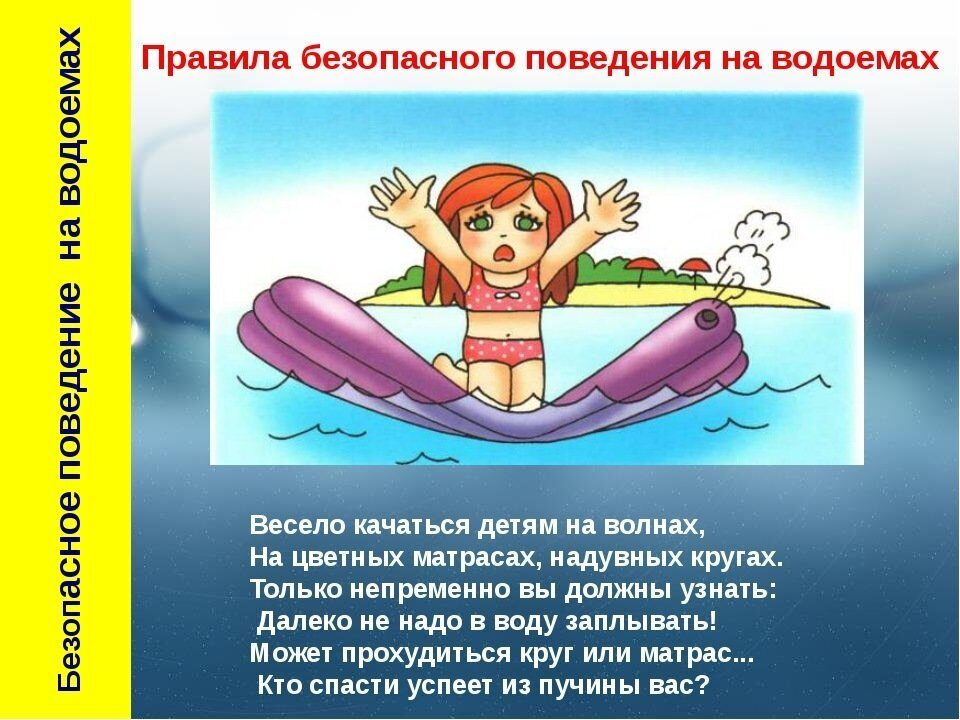 Безопасное поведение на водоемах
Правила безопасного поведения на водоемах
Весело качаться детям на волнах,
На цветных матрасах, надувных кругах.
Только непременно вы должны узнать:
Далеко не надо в воду заплывать!
Может прохудиться круг или матрас...
Кто спасти успеет из пучины вас?